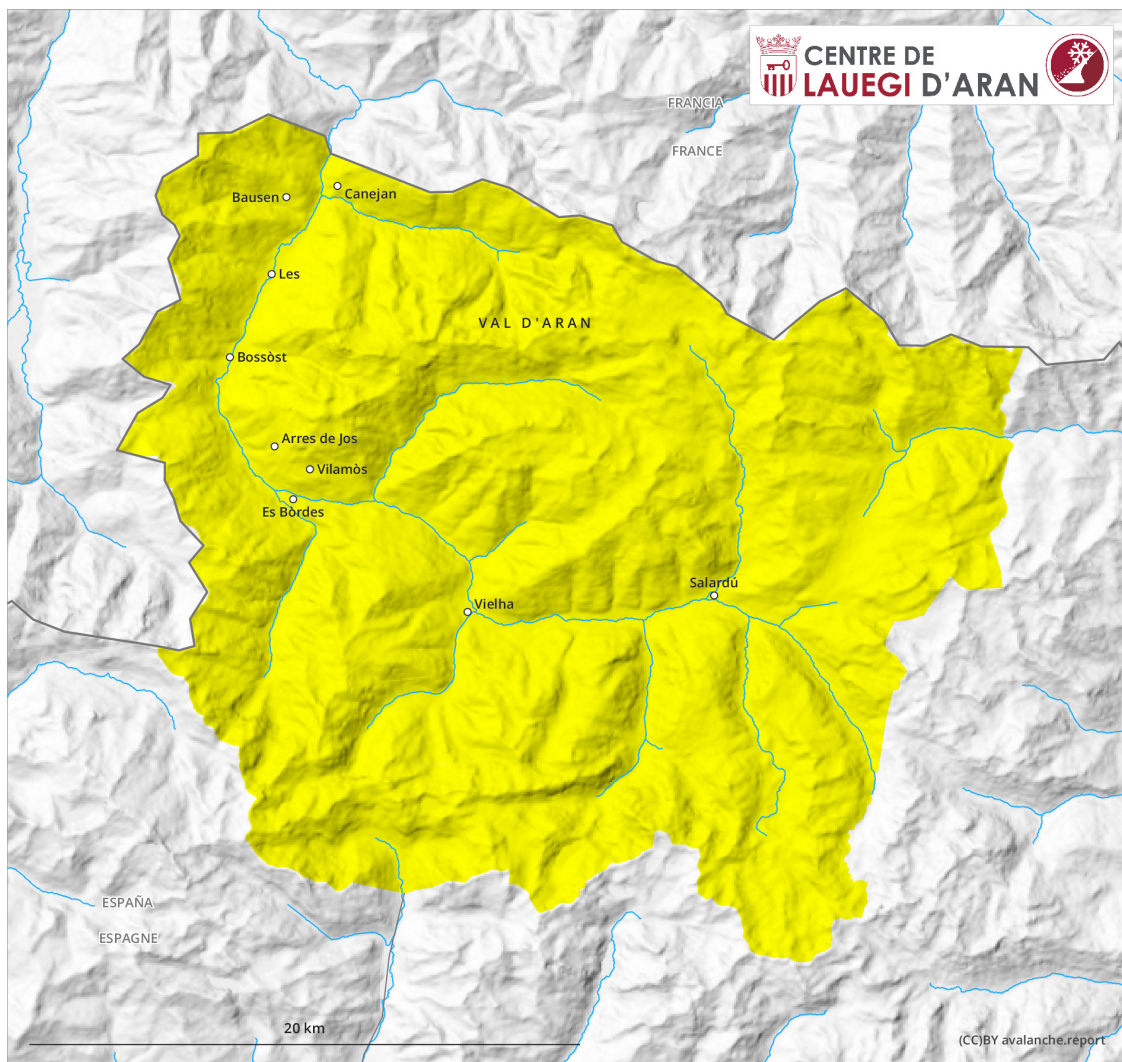 CENTRE DE
LAUEGI D'ARAN
FRANCIA
FRANCE
Canejan
Bausen
Les
VAL D'ARAN
Bossòst
Arres de Jos
Vilamòs
Es Bòrdes
Salardú
Vielha
ESPAÑA
ESPAGNE
20 km
(CC)BY avalanche.report